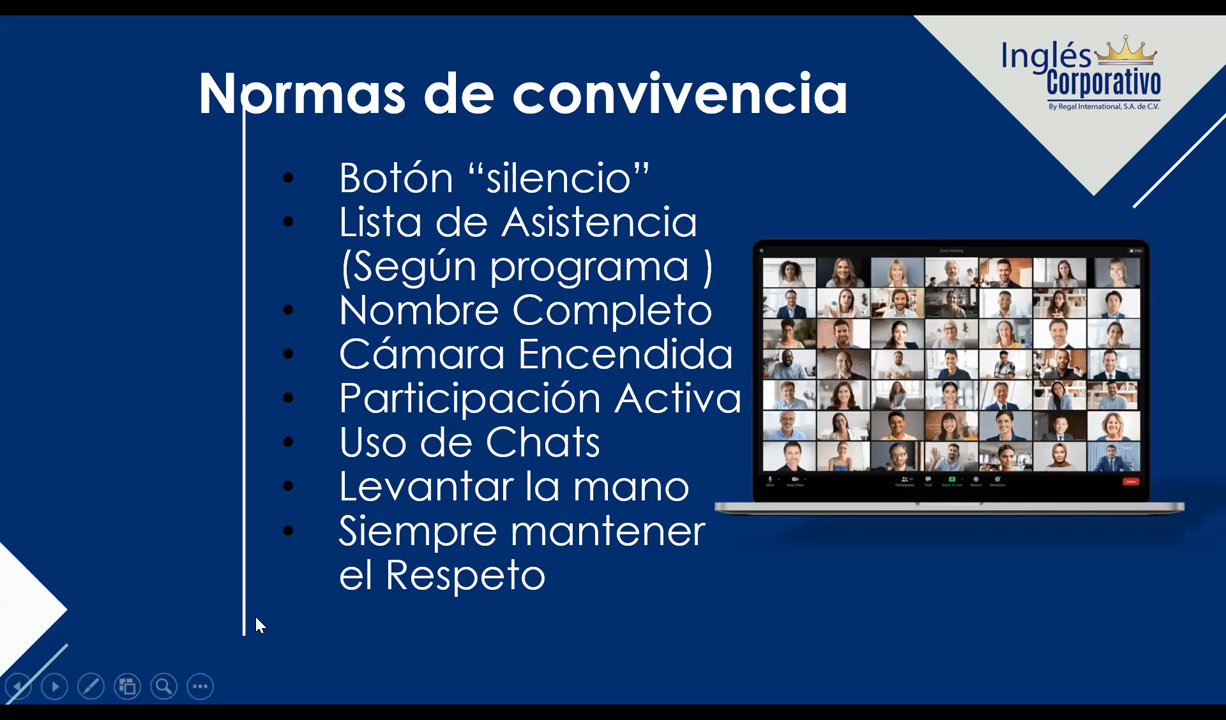 Inglés
Corporativo
By Regal International, S.A. de C.V.
Normas de convivencia
• Botón “silencio”
• Lista de Asistencia
(Según programa )
• Nombre Completo
• Cámara Encendida
• Participación Activa
• Uso de Chats
• Levantar la mano
• Siempre mantener
el Respeto